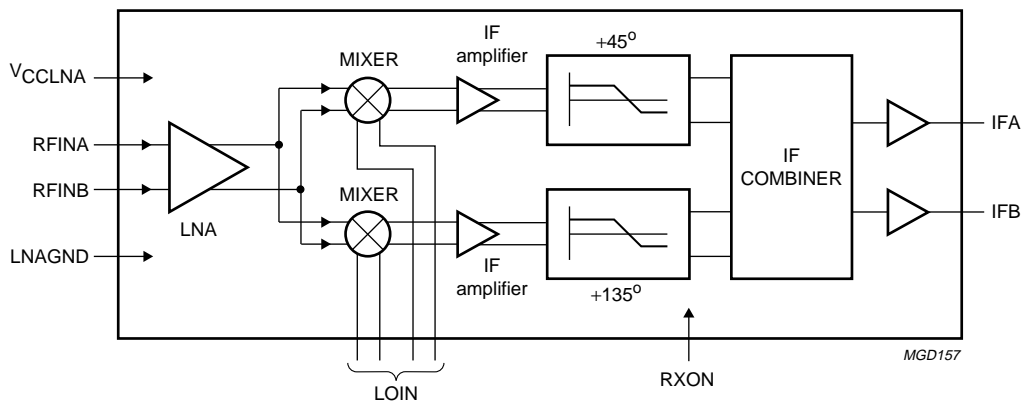 IF
amplifier
+45°
MIXER
VCCLNA
RFINA
RFINB
LNA
LNAGND
MIXER
IF
amplifier
+135°
IF
COMBINER
IFA
IFB
LOIN
RXON
MGD157